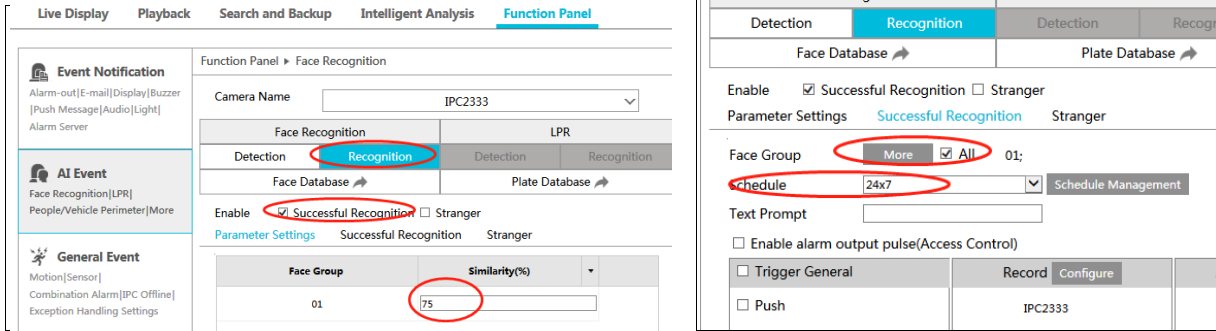 Live Display Playback Search and Backup Intelligent Analysis Function Panel
Event Notification
Alarm-out|E-mail|Display|Buzzer
|Push Message|Audio|Light|
Alarm Server
AI Event
Face Recognition|LPR|
People/Vehicle Perimeter|More
General Event
Motion|Sensor|
Combination Alarm|IPC Offline|
Exception Handling Settings
Function Panel ▸ Face Recognition
Camera Name IPC2333
Face Recognition LPR
Detection Recognition Detection Recognition
Face Database Plate Database
Enable Successful Recognition Stranger
Parameter Settings Successful Recognition Stranger
Face Group Similarity(%)
01 75
Detection Recognition Detection Recogn
Face Database Plate Database
Enable Successful Recognition Stranger
Parameter Settings Successful Recognition Stranger
Face Group More All 01;
Schedule 24x7 Schedule Management
Text Prompt
Enable alarm output pulse(Access Control)
Trigger General Record Configure
Push IPC2333